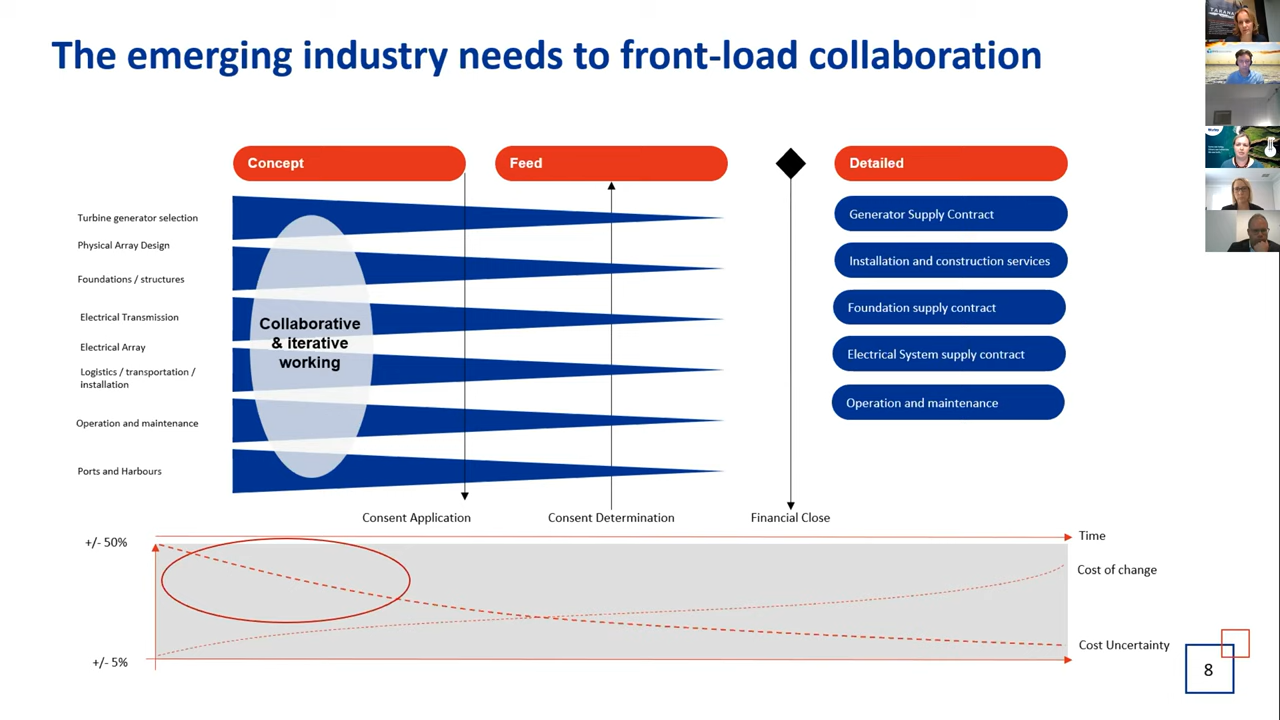 The emerging industry needs to front-load collaboration
Concept
Feed
Detailed
Turbine generator selection
Physical Array Design
Foundations / structures
Electrical Transmission
Electrical Array
Logistics / transportation /
installation
Operation and maintenance
Ports and Harbours
Collaborative
& iterative
working
Generator Supply Contract
Installation and construction services
Foundation supply contract
Electrical System supply contract
Operation and maintenance
Consent Application
Consent Determination
Financial Close
+/- 50%
Time
Cost of change
+/- 5%
Cost Uncertainty
8